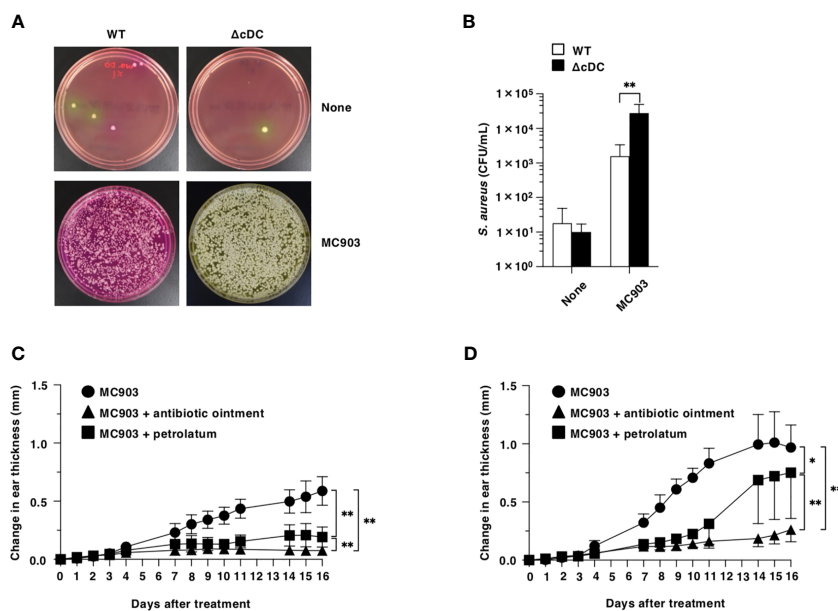 A
WT
ΔcDC
None
MC903
B
WT
ΔcDC
**
1×10⁵
1×10⁴
1×10³
1×10²
1×10¹
1×10⁰
S. aureus (CFU/mL)
None
MC903
C
MC903
MC903 + antibiotic ointment
MC903 + petrolatum
Change in ear thickness (mm)
1.5
1.0
0.5
0.0
**
**
**
0 1 2 3 4 6 7 8 9 10 11 12 13 14 15 16
Days after treatment
D
MC903
MC903 + antibiotic ointment
MC903 + petrolatum
Change in ear thickness (mm)
1.5
1.0
0.5
0.0
*
**
0 1 2 3 4 6 7 8 9 10 11 12 13 14 15 16
Days after treatment